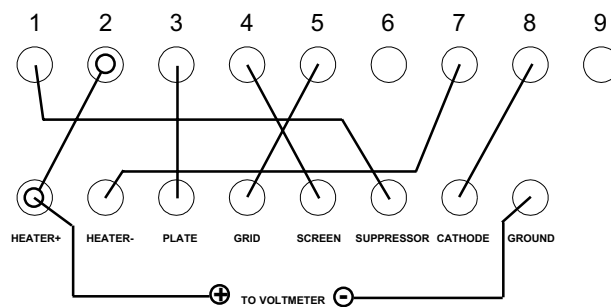 1 2 3 4 5 6 7 8 9
HEATER+ HEATER- PLATE GRID SCREEN SUPPRESSOR CATHODE GROUND
+ TO VOLTMETER -